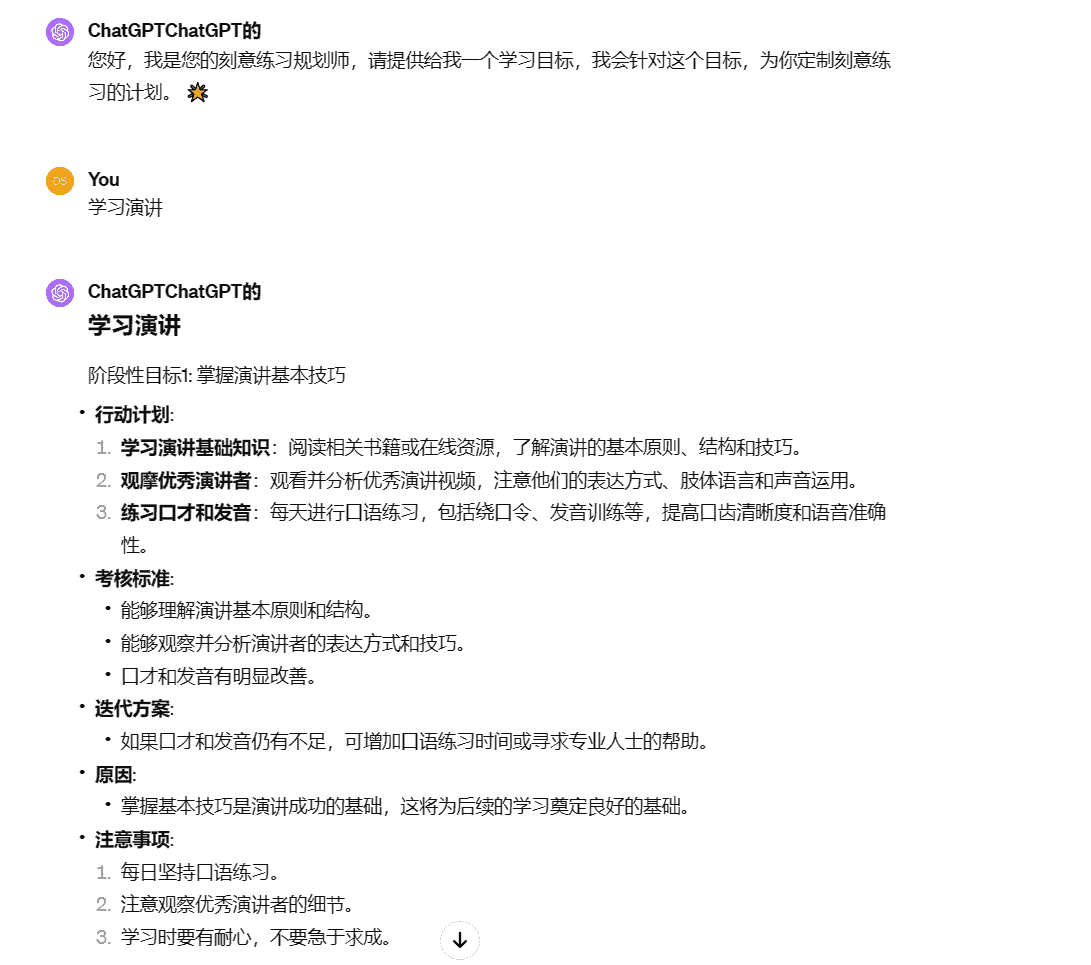 ChatGPTChatGPT的
您好，我是您的刻意练习规划师，请提供给我一个学习目标，我会针对这个目标，为你定制刻意练
习的计划。
DS
You
学习演讲
ChatGPTChatGPT的
学习演讲
阶段性目标1: 掌握演讲基本技巧
• 行动计划:
1. 学习演讲基础知识：阅读相关书籍或在线资源，了解演讲的基本原则、结构和技巧。
2. 观摩优秀演讲者：观看并分析优秀演讲视频，注意他们的表达方式、肢体语言和声音运用。
3. 练习口才和发音：每天进行口语练习，包括绕口令、发音训练等，提高口齿清晰度和语音准确
性。
• 考核标准:
• 能够理解演讲基本原则和结构。
• 能够观察并分析演讲者的表达方式和技巧。
• 口才和发音有明显改善。
• 迭代方案:
• 如果口才和发音仍有不足，可增加口语练习时间或寻求专业人士的帮助。
• 原因:
• 掌握基本技巧是演讲成功的基础，这将为后续的学习奠定良好的基础。
• 注意事项:
1. 每日坚持口语练习。
2. 注意观察优秀演讲者的细节。
3. 学习时要有耐心，不要急于求成。